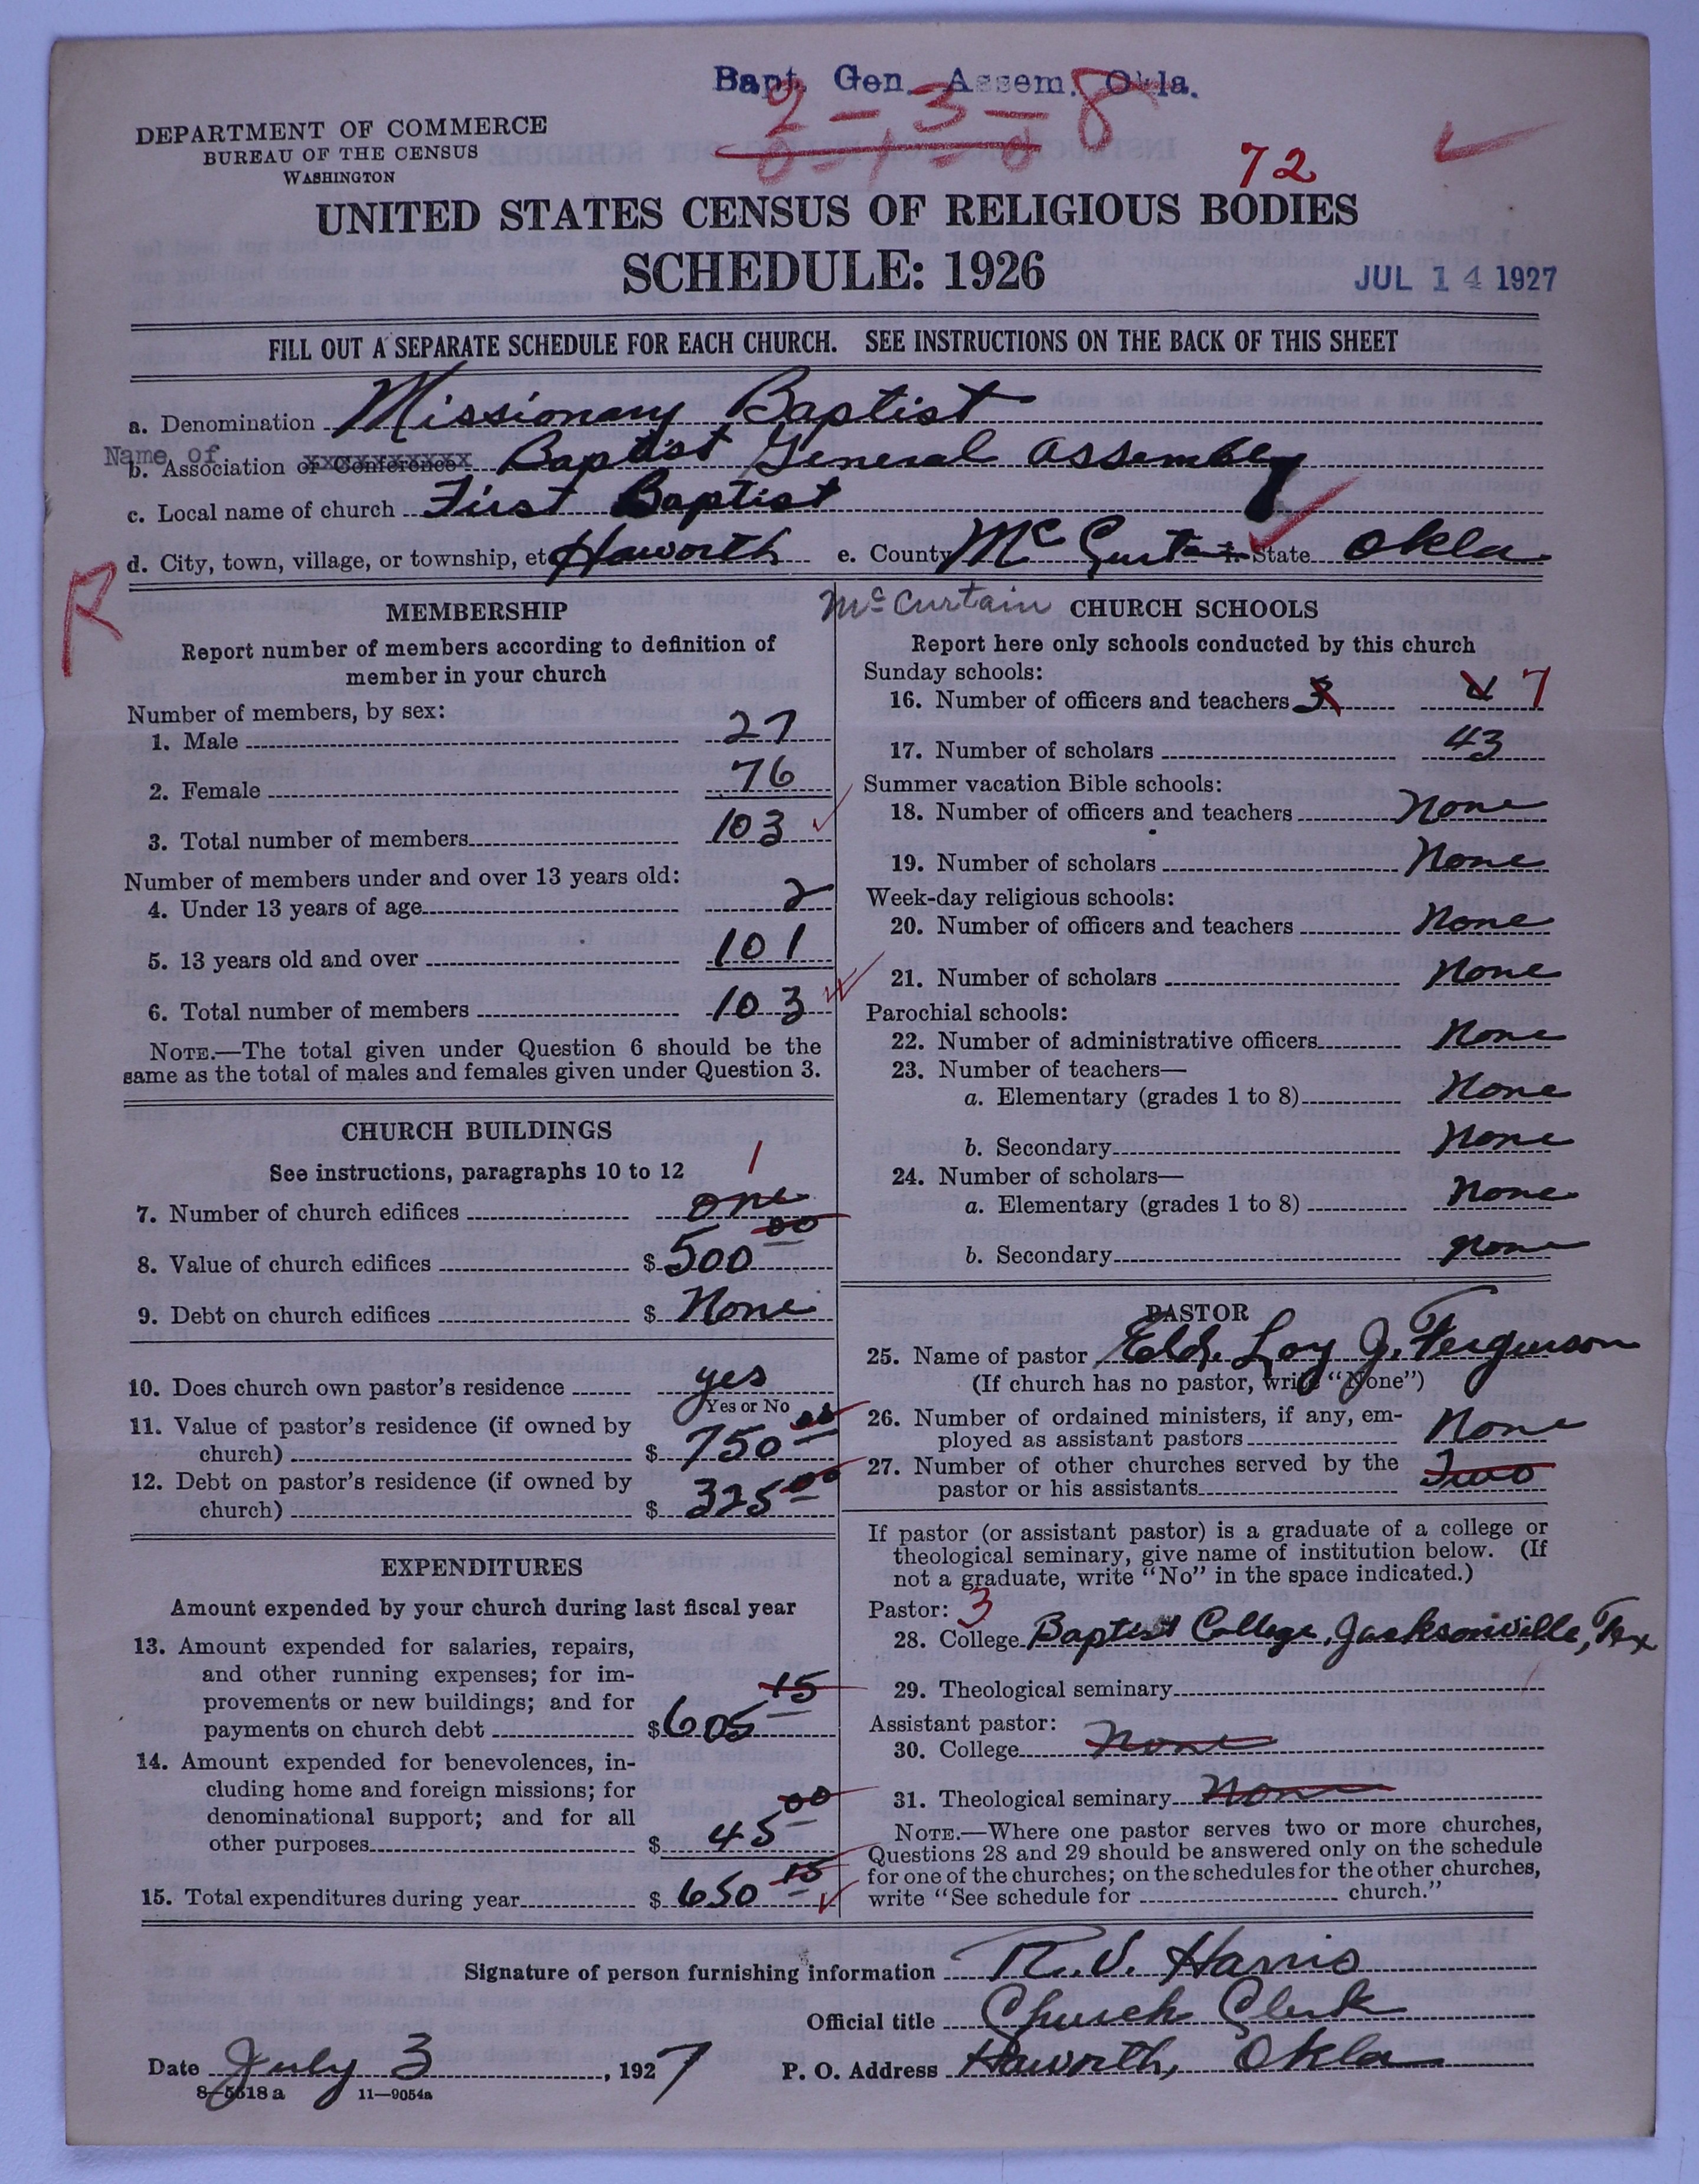 Bapt. Gen. Assem. Okla.
2-3-8
0-1-0
DEPARTMENT OF COMMERCE
BUREAU OF THE CENSUS
WASHINGTON
72
UNITED STATES CENSUS OF RELIGIOUS BODIES
SCHEDULE: 1926
JUL 14 1927
FILL OUT A SEPARATE SCHEDULE FOR EACH CHURCH. SEE INSTRUCTIONS ON THE BACK OF THIS SHEET
a. Denomination Missionary Baptist
Name of
b. Association or Conference Baptist General Assembly
c. Local name of church First Baptist
d. City, town, village, or township, etc Haworth e. County McCurtain State Okla
R
McCurtain
MEMBERSHIP
Report number of members according to definition of
member in your church
Number of members, by sex:
1. Male 27
2. Female 76
3. Total number of members 103
Number of members under and over 13 years old:
4. Under 13 years of age 2
5. 13 years old and over 101
6. Total number of members 103
NOTE.—The total given under Question 6 should be the
same as the total of males and females given under Question 3.
CHURCH BUILDINGS
See instructions, paragraphs 10 to 12
1
7. Number of church edifices one
8. Value of church edifices $ 500 00
9. Debt on church edifices $ None
10. Does church own pastor's residence yes
Yes or No
11. Value of pastor's residence (if owned by
church) $ 750 00
12. Debt on pastor's residence (if owned by
church) $ 325 00
EXPENDITURES
Amount expended by your church during last fiscal year
13. Amount expended for salaries, repairs,
and other running expenses; for im-
provements or new buildings; and for
payments on church debt $ 605 15
14. Amount expended for benevolences, in-
cluding home and foreign missions; for
denominational support; and for all
other purposes $ 45 00
15. Total expenditures during year $ 650 15
CHURCH SCHOOLS
Report here only schools conducted by this church
Sunday schools:
16. Number of officers and teachers 3 4 7
17. Number of scholars 43
Summer vacation Bible schools:
18. Number of officers and teachers None
19. Number of scholars None
Week-day religious schools:
20. Number of officers and teachers None
21. Number of scholars None
Parochial schools:
22. Number of administrative officers None
23. Number of teachers—
a. Elementary (grades 1 to 8) None
b. Secondary None
24. Number of scholars—
a. Elementary (grades 1 to 8) None
b. Secondary None
PASTOR
25. Name of pastor Eld. Loy J. Ferguson
(If church has no pastor, write "None")
26. Number of ordained ministers, if any, em-
ployed as assistant pastors None
27. Number of other churches served by the
pastor or his assistants Two
If pastor (or assistant pastor) is a graduate of a college or
theological seminary, give name of institution below. (If
not a graduate, write "No" in the space indicated.)
Pastor: 3
28. College Baptist College, Jacksonville, Tex
29. Theological seminary
Assistant pastor:
30. College None
31. Theological seminary None
NOTE.—Where one pastor serves two or more churches,
Questions 28 and 29 should be answered only on the schedule
for one of the churches; on the schedules for the other churches,
write "See schedule for church."
Signature of person furnishing information R.V. Harris
Official title Church Clerk
Date July 3, 1927 P. O. Address Haworth, Okla
8-5518 a 11—9054a